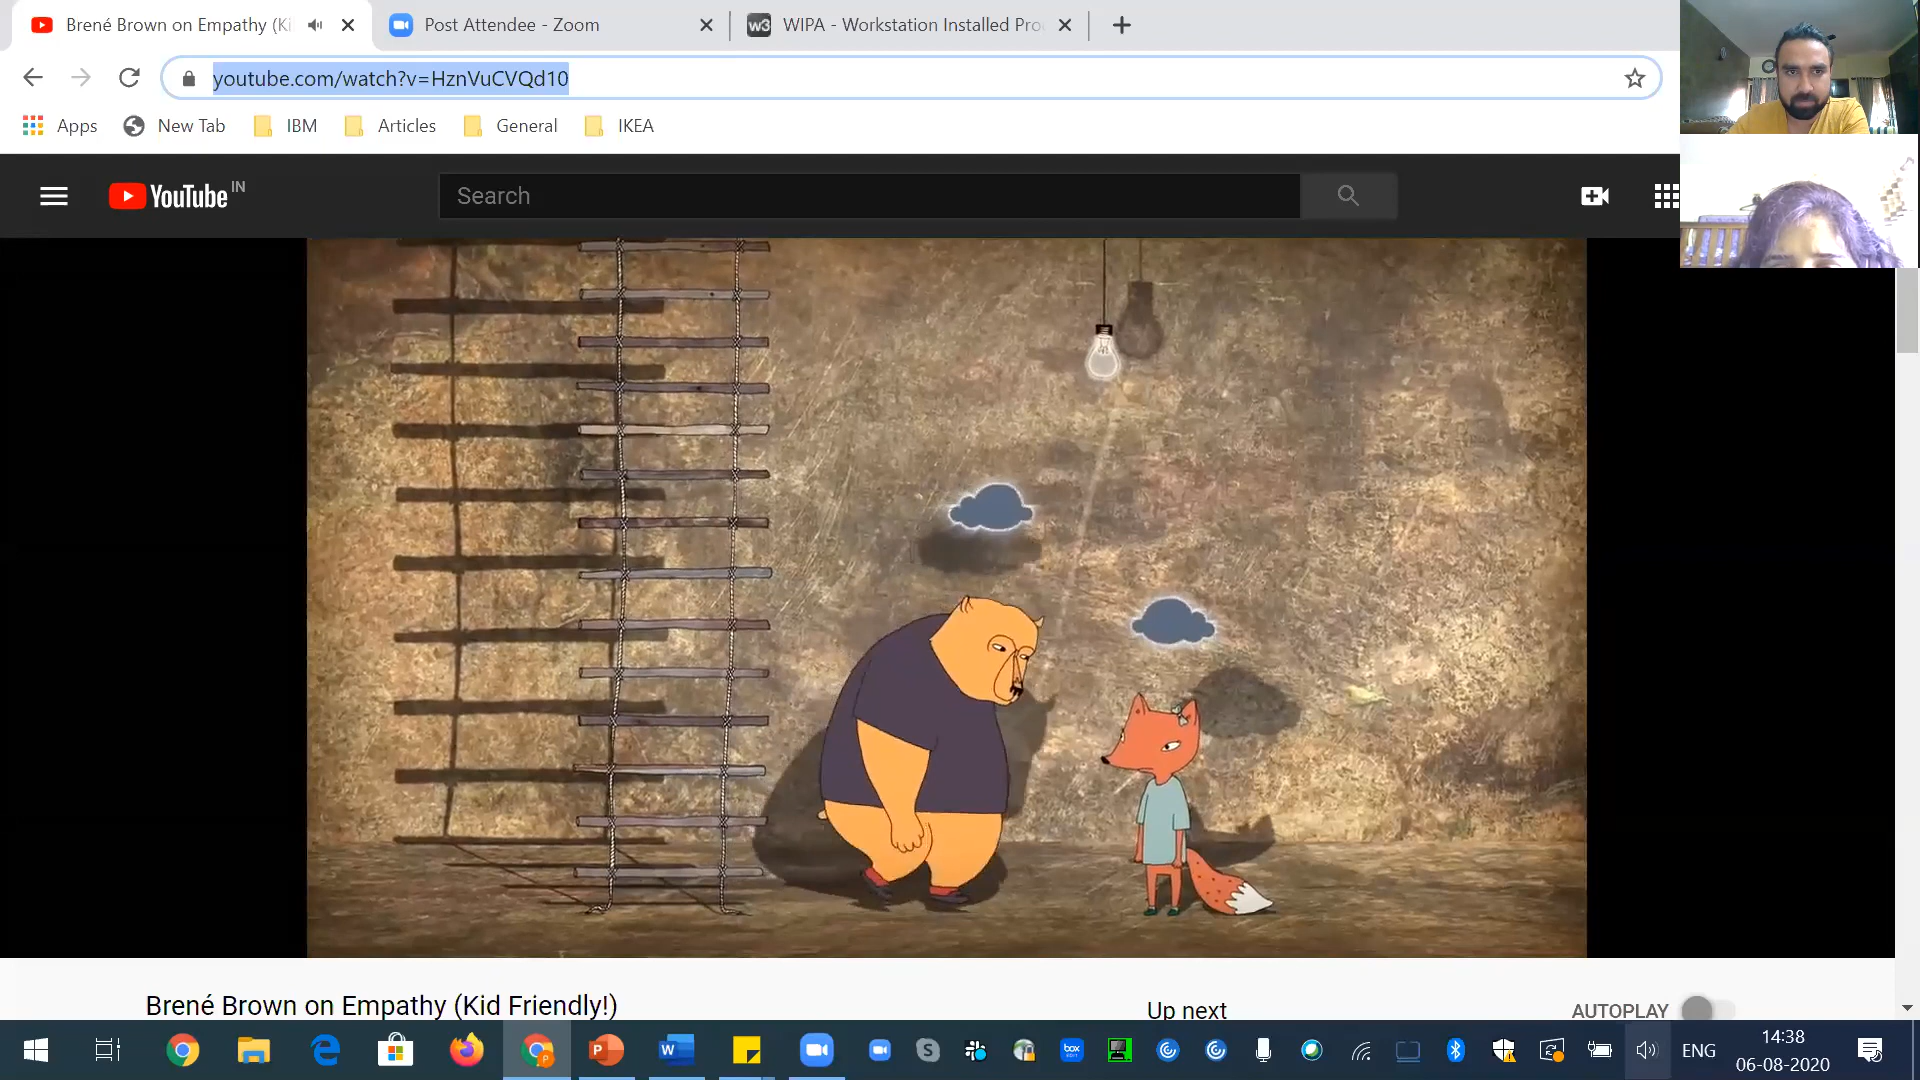 Brené Brown on Empathy (Ki
Post Attendee - Zoom
w3
WIPA - Workstation Installed Pro
youtube.com/watch?v=HznVuCVQd10
Apps
New Tab
IBM
Articles
General
IKEA
YouTube IN
Search
Brené Brown on Empathy (Kid Friendly!)
Up next
AUTOPLAY
14:38
ENG
06-08-2020